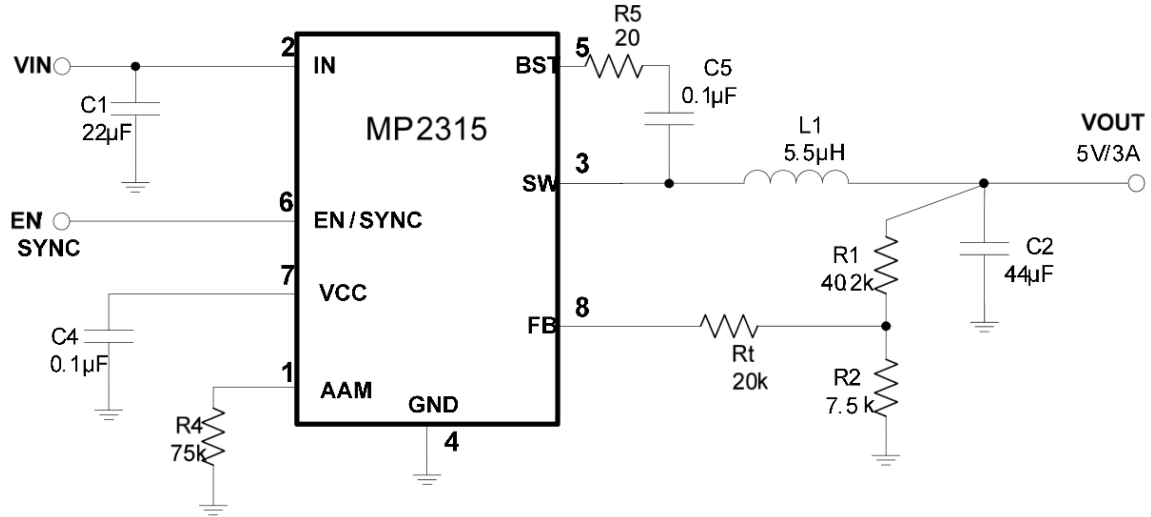 R5
20
2
5
VIN
IN
BST
C5
0.1µF
C1
22µF
MP2315
L1
5.5µH
VOUT
5V/3A
3
SW
6
EN/
SYNC
EN/SYNC
R1
40.2k
C2
44µF
7
VCC
8
FB
C4
0.1µF
Rt
20k
R2
7.5k
1
AAM
GND
R4
75k
4